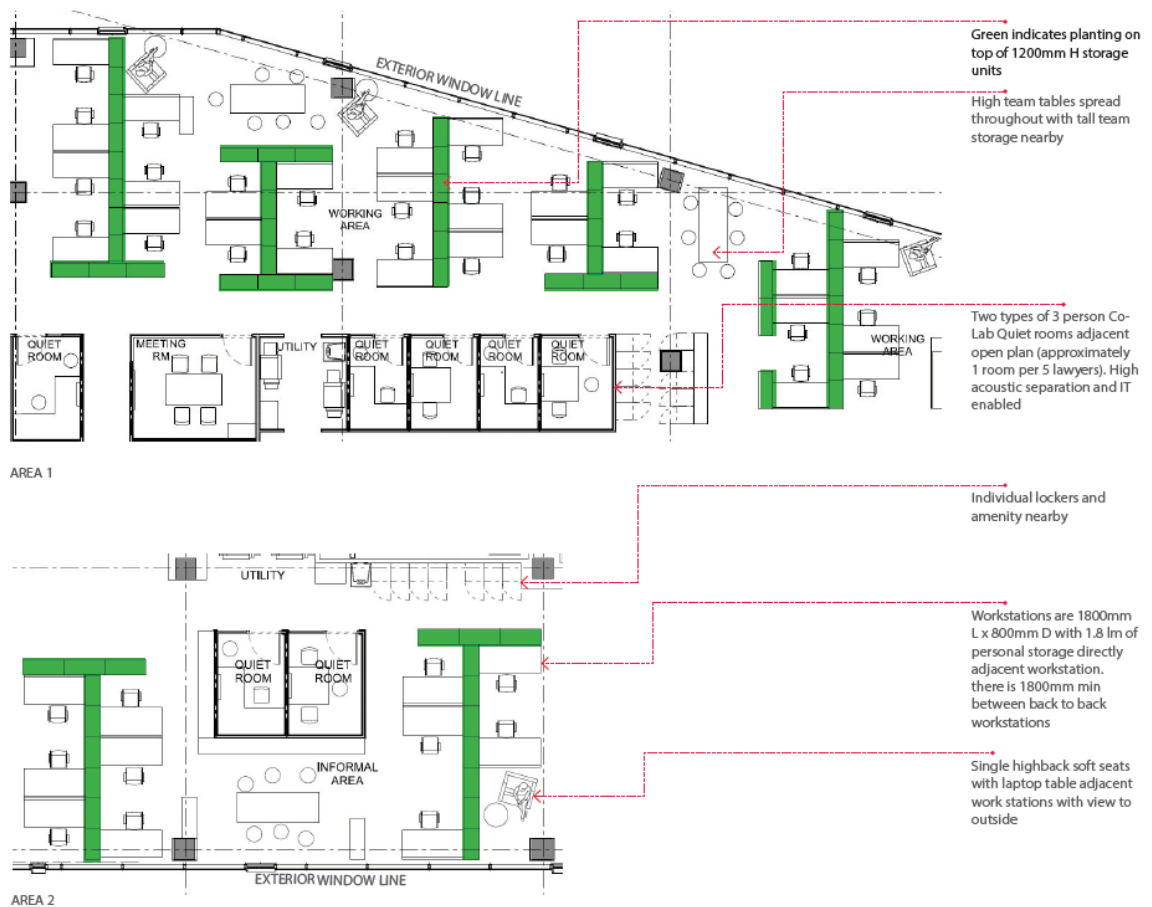 Green indicates planting on
top of 1200mm H storage
units
EXTERIOR WINDOW LINE
High team tables spread
throughout with tall team
storage nearby
WORKING
AREA
Two types of 3 person Co-
Lab Quiet rooms adjacent
open plan (approximately
1 room per 5 lawyers). High
acoustic separation and IT
enabled
QUIET
ROOM
MEETING
RM
UTILITY
QUIET
ROOM
QUIET
ROOM
QUIET
ROOM
QUIET
ROOM
WORKING
AREA
AREA 1
Individual lockers and
amenity nearby
UTILITY
Workstations are 1800mm
L x 800mm D with 1.8 lm of
personal storage directly
adjacent workstation.
there is 1800mm min
between back to back
workstations
QUIET
ROOM
QUIET
ROOM
INFORMAL
AREA
Single highback soft seats
with laptop table adjacent
work stations with view to
outside
EXTERIOR WINDOW LINE
AREA 2